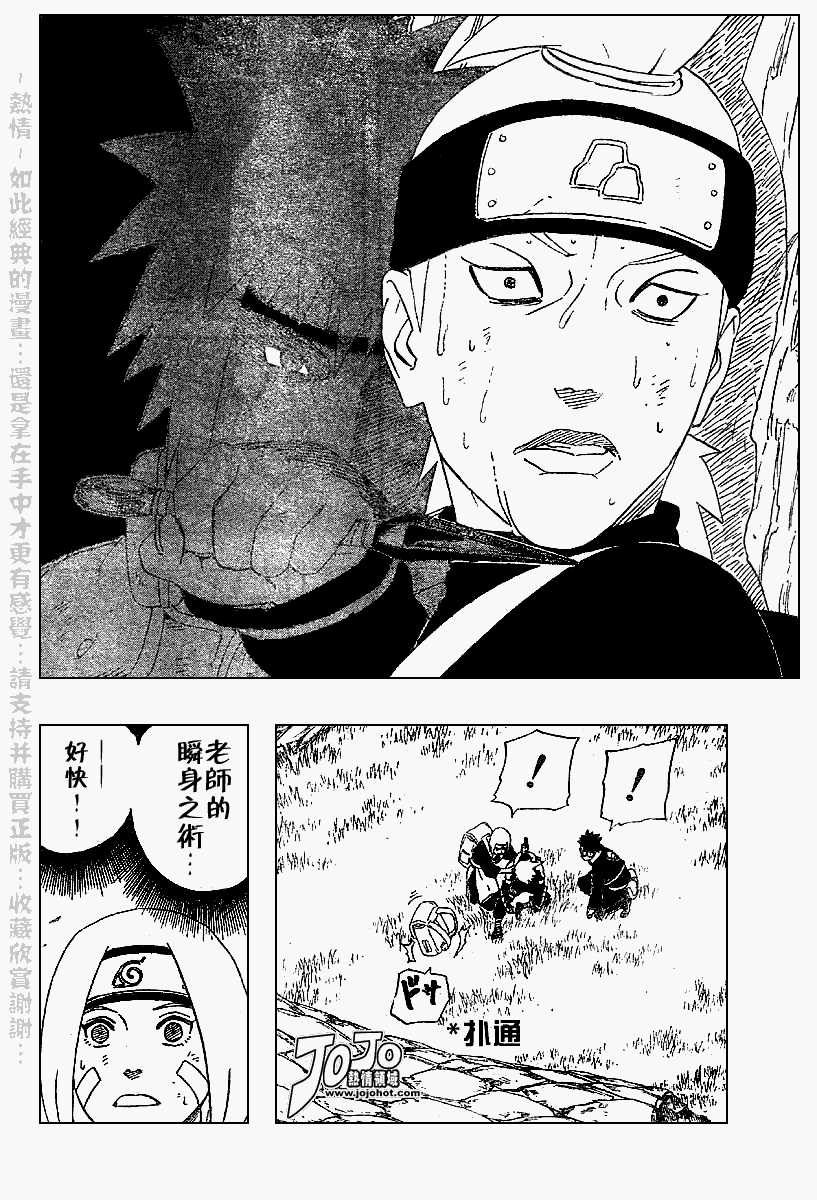 ~熱情~如此經典的漫畫…還是拿在手中才更有感覺…請支持并購買正版…收藏欣賞謝謝…
!
!
ドサ
*扑通
JOJO
熱情領域
www.jojohot.com
老師的
瞬身之術…
——
好快!!